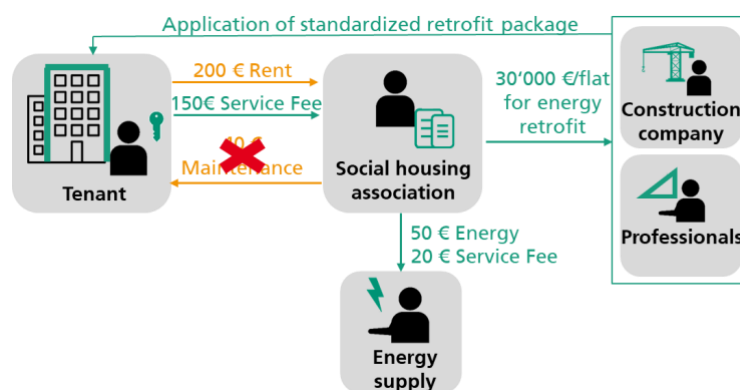 Application of standardized retrofit package
200 € Rent
150€ Service Fee
Maintenance
Tenant
Social housing
association
30’000 €/flat
for energy
retrofit
Construction
company
Professionals
50 € Energy
20 € Service Fee
Energy
supply